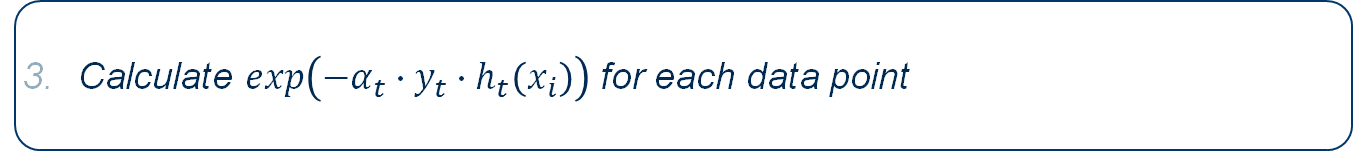 3. Calculate exp(−α_t · y_t · h_t(x_i)) for each data point